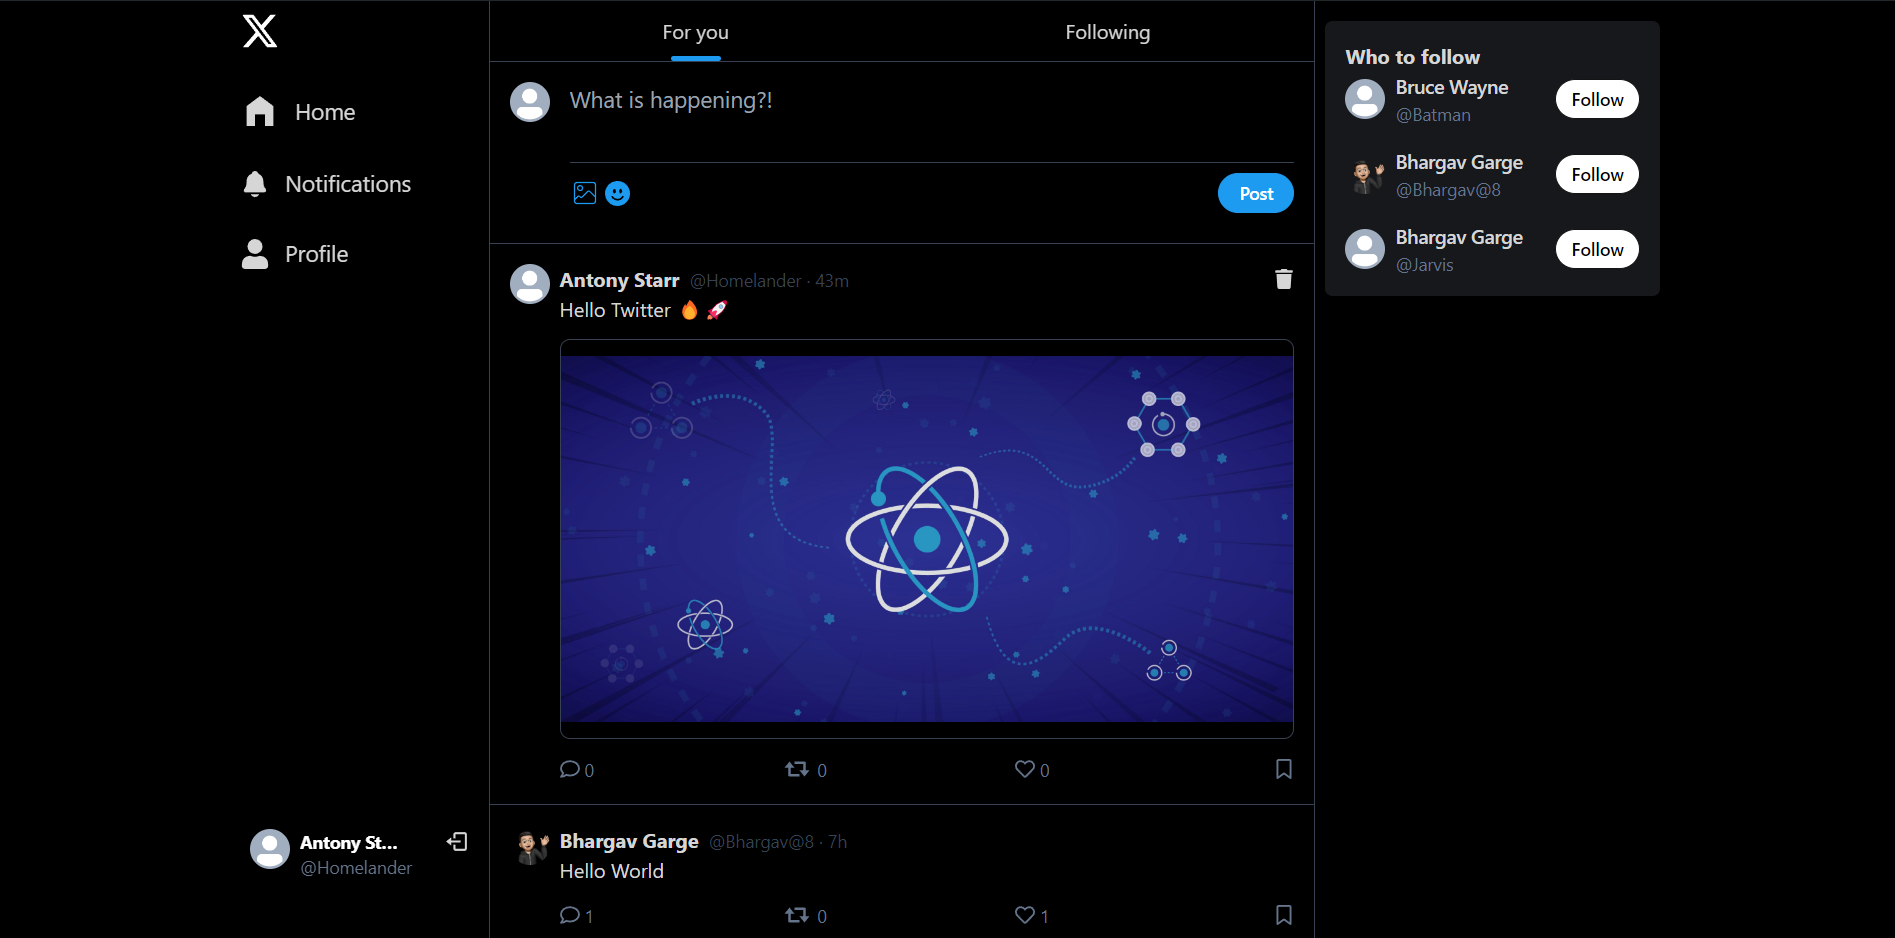 Home
Notifications
Profile
Antony St...
@Homelander
For you Following
What is happening?!
Post
Antony Starr @Homelander · 43m
Hello Twitter 🔥 🚀
0 0 0
Bhargav Garge @Bhargav@8 · 7h
Hello World
1 0 1
Who to follow
Bruce Wayne
@Batman
Follow
Bhargav Garge
@Bhargav@8
Follow
Bhargav Garge
@Jarvis
Follow